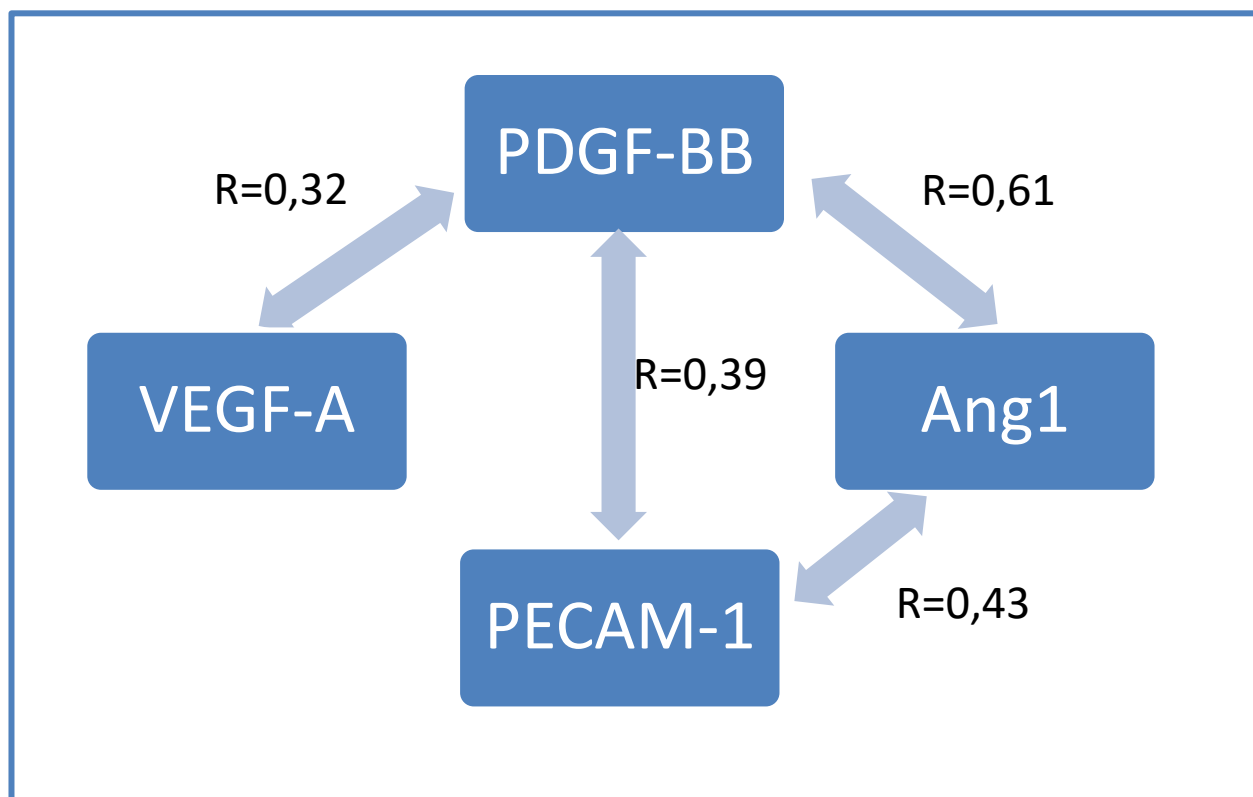 PDGF-BB
R=0,32
R=0,61
R=0,39
VEGF-A
Ang1
PECAM-1
R=0,43